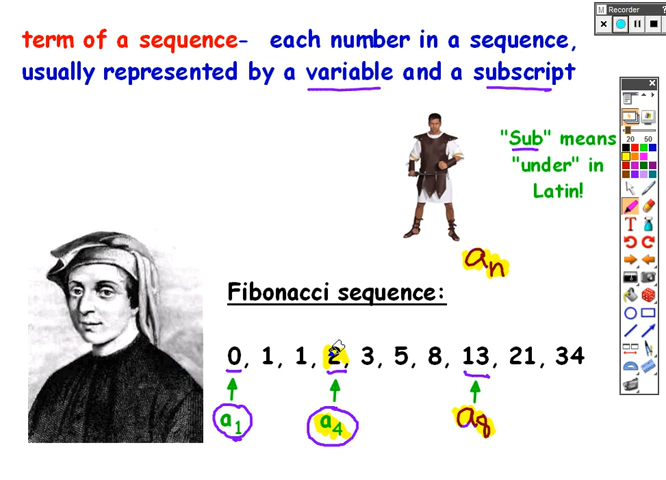 term of a sequence- each number in a sequence,
usually represented by a variable and a subscript
"Sub" means
"under" in
Latin!
aₙ
Fibonacci sequence:
0, 1, 1, 2, 3, 5, 8, 13, 21, 34
a₁ a₄ a₈
Recorder
20 50
T